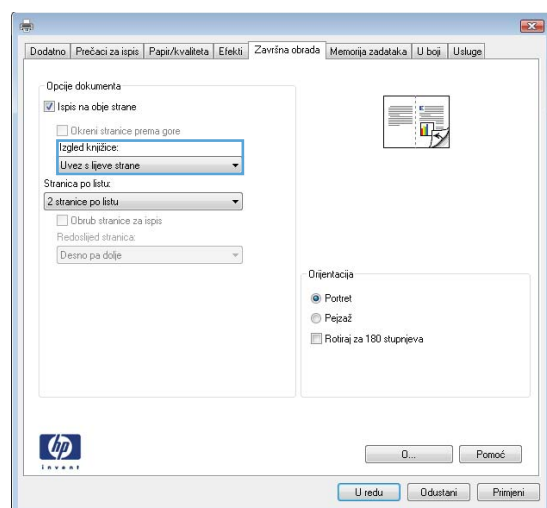 Dodatno Prečaci za ispis Papir/kvaliteta Efekti Završna obrada Memorija zadataka U boji Usluge
Opcije dokumenta
Ispis na obje strane
Okreni stranice prema gore
Izgled knjižice:
Uvez s lijeve strane
Stranica po listu:
2 stranice po listu
Obrub stranice za ispis
Redoslijed stranica:
Desno pa dolje
Orijentacija
Portret
Pejzaž
Rotiraj za 180 stupnjeva
hp
invent
O... Pomoć
U redu Odustani Primijeni